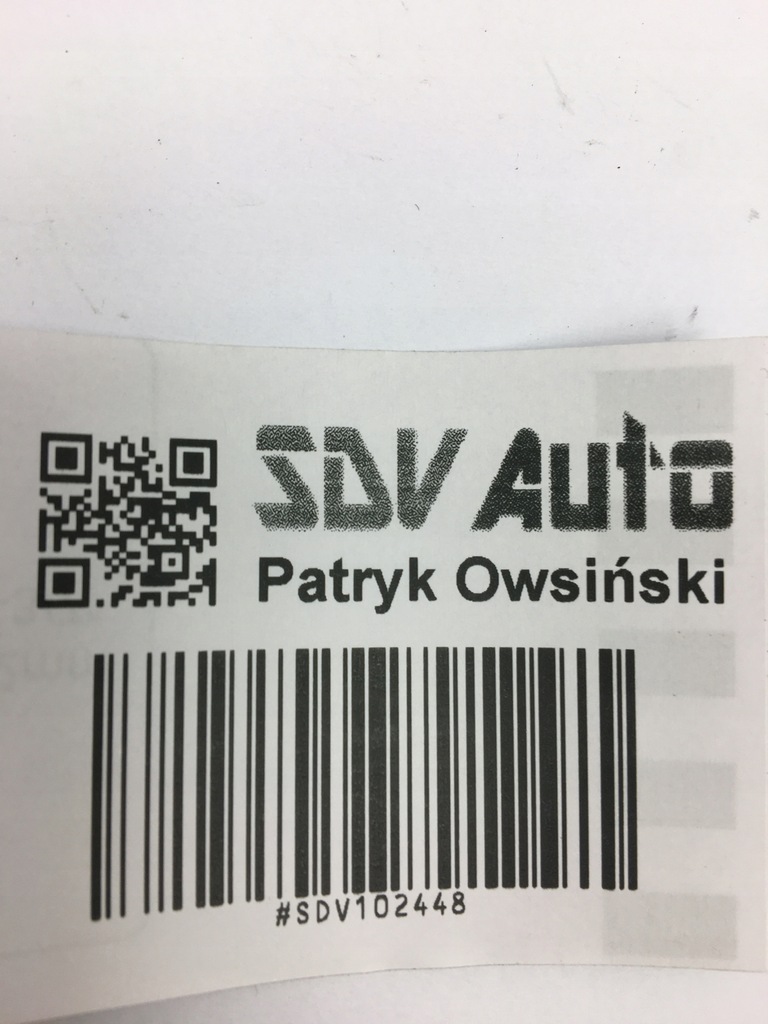 SDV Auto
Patryk Owsiński
#SDV102448